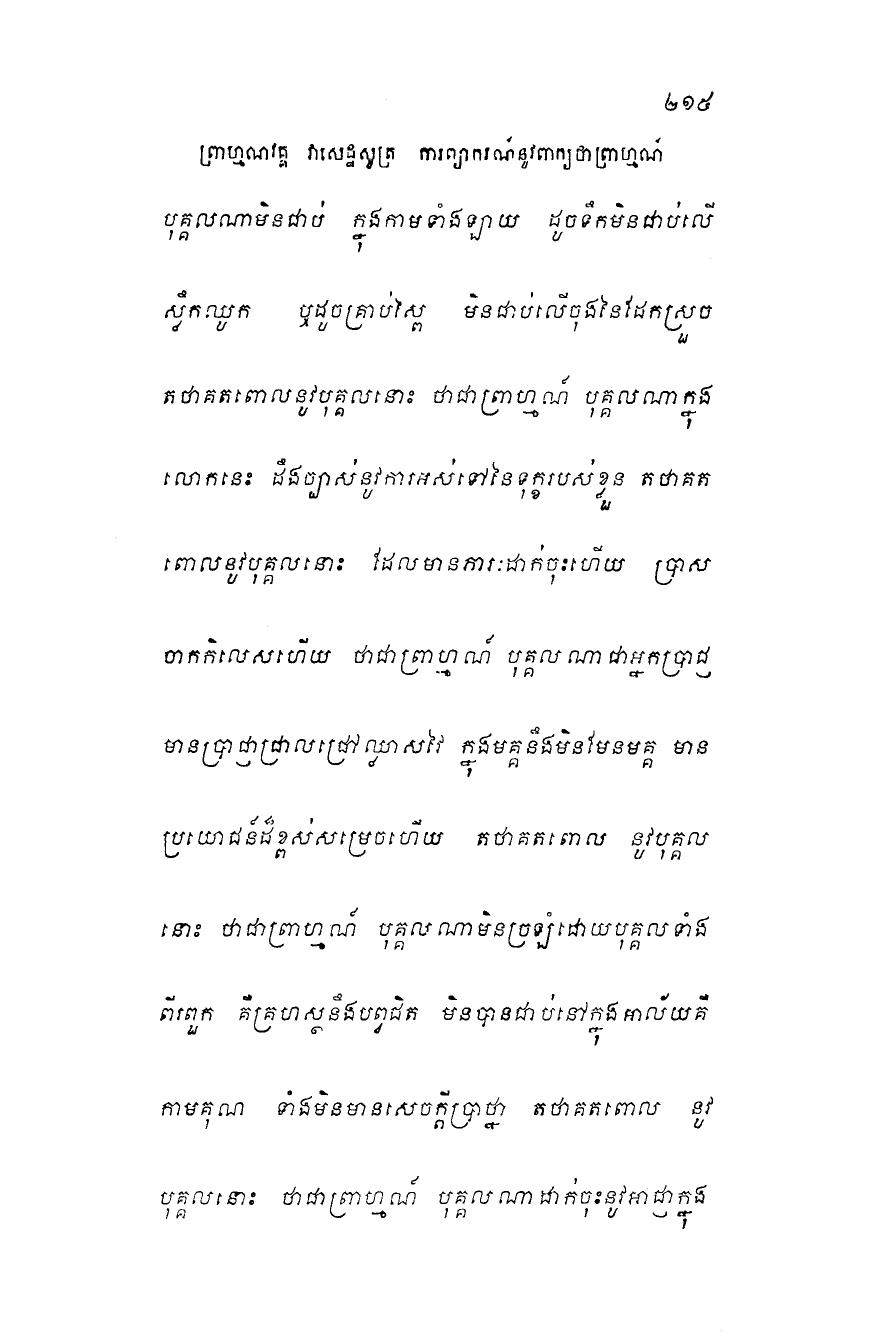 ២១៥
ព្រាហ្មណវគ្គ វាសេដ្ឋសូត្រ ការព្យាករណ៍នូវពាក្យថាព្រាហ្មណ៍
បុគ្គលណាមិនជាប់ ក្នុងកាមទាំងឡាយ ដូចទឹកមិនជាប់លើ
ស្លឹកឈូក ឬដូចគ្រាប់ស្ពៃ មិនជាប់លើចុងនៃដែកស្រួច
តថាគតពោលនូវបុគ្គលនោះ ថាជាព្រាហ្មណ៍ បុគ្គលណាក្នុង
លោកនេះ ដឹងច្បាស់នូវការអស់ទៅនៃទុក្ខរបស់ខ្លួន តថាគត
ពោលនូវបុគ្គលនោះ ដែលមានភារៈដាក់ចុះហើយ ប្រាស
ចាកកិលេសហើយ ថាជាព្រាហ្មណ៍ បុគ្គលណាជាអ្នកប្រាជ្ញ
មានប្រាជ្ញាជ្រាលជ្រៅឈ្លាសវៃ ក្នុងមគ្គនឹងមិនមែនមគ្គ មាន
ប្រយោជន៍ដ៏ខ្ពស់សម្រេចហើយ តថាគតពោល នូវបុគ្គល
នោះ ថាជាព្រាហ្មណ៍ បុគ្គលណាមិនច្រឡំដោយបុគ្គលទាំង
ពីរពួក គឺគ្រហស្ថនឹងបព្វជិត មិនបានជាប់នៅក្នុងអាល័យគឺ
កាមគុណ ទាំងមិនមានសេចក្តីប្រាថ្នា តថាគតពោល នូវ
បុគ្គលនោះ ថាជាព្រាហ្មណ៍ បុគ្គលណាដាក់ចុះនូវអាជ្ញាក្នុង